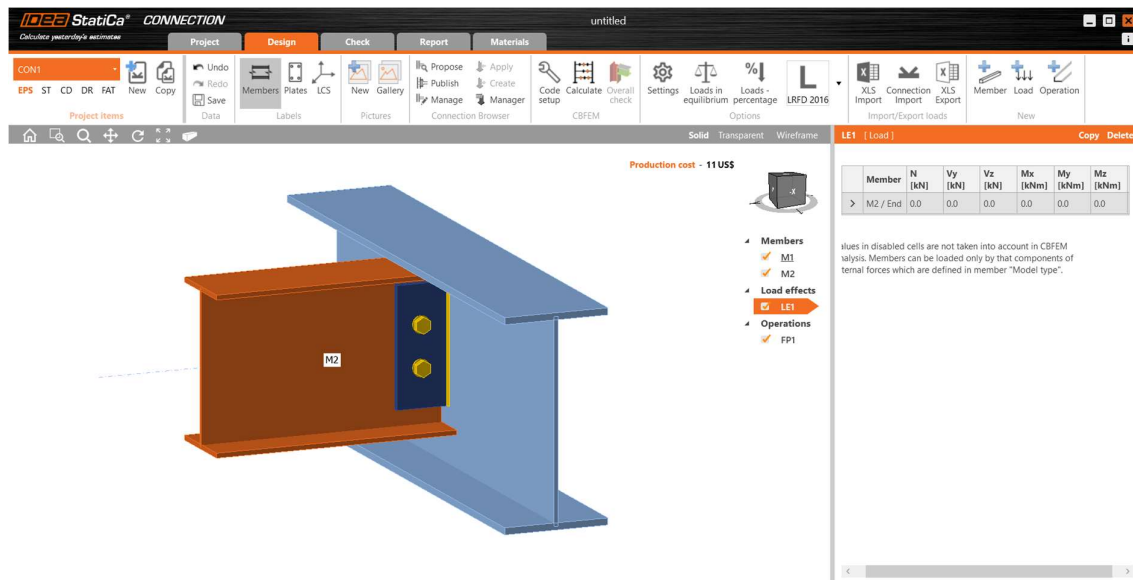 IDEA StatiCa® CONNECTION
untitled
Calculate yesterday's estimates
Project Design Check Report Materials
CON1
EPS ST CD DR FAT
New Copy
Undo
Redo
Save
Members Plates LCS
New Gallery
Propose Apply
Publish Create
Manage Manager
Code setup Calculate Overall check
Settings Loads in equilibrium Loads - percentage LRFD 2016
XLS Import Connection Import XLS Export
Member Load Operation
Project items Data Labels Pictures Connection Browser CBFEM Options Import/Export loads New
Solid Transparent Wireframe
LE1 [ Load ] Copy Delete
Production cost - 11 US$
-X
Member N [kN] Vy [kN] Vz [kN] Mx [kNm] My [kNm] Mz [kNm]
> M2 / End 0.0 0.0 0.0 0.0 0.0 0.0
Members
M1
M2
Load effects
LE1
Operations
FP1
alues in disabled cells are not taken into account in CBFEM
nalysis. Members can be loaded only by that components of
ternal forces which are defined in member "Model type".
M2